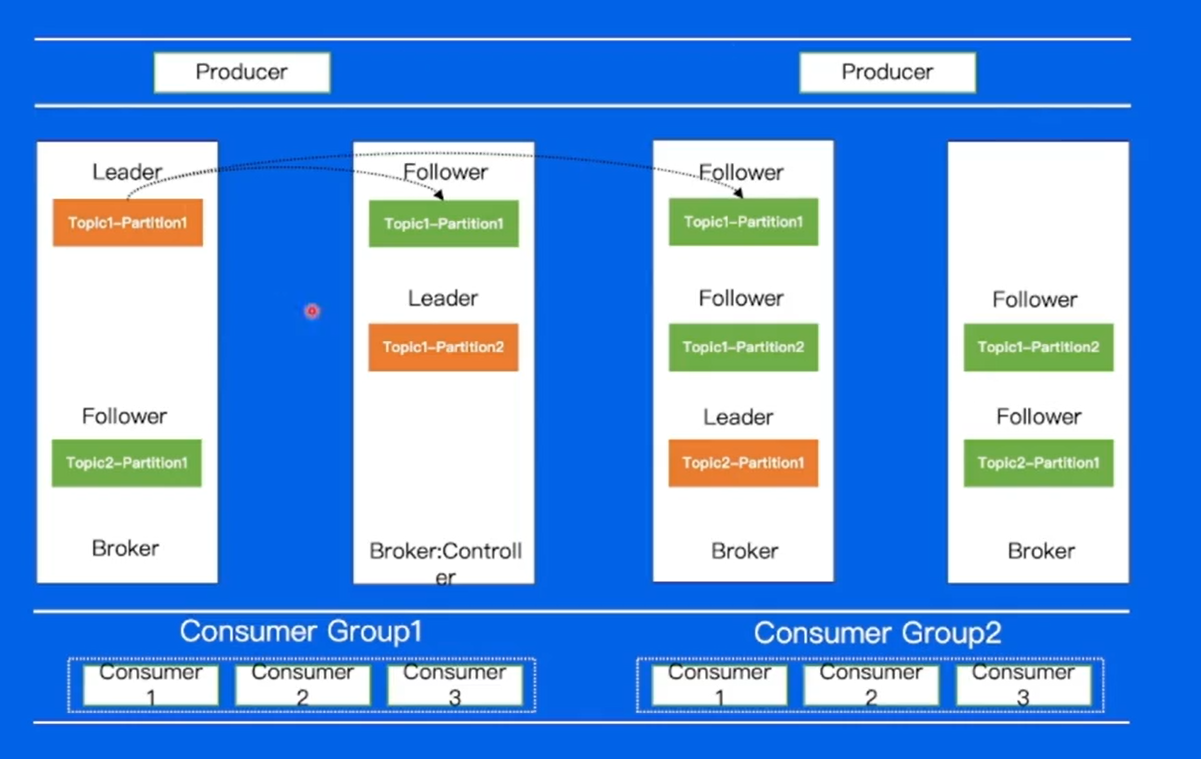 Producer
Producer
Leader
Topic1-Partition1
Follower
Topic2-Partition1
Broker
Follower
Topic1-Partition1
Leader
Topic1-Partition2
Broker:Controll
er
Follower
Topic1-Partition1
Follower
Topic1-Partition2
Leader
Topic2-Partition1
Broker
Follower
Topic1-Partition2
Follower
Topic2-Partition1
Broker
Consumer Group1
Consumer
1
Consumer
2
Consumer
3
Consumer Group2
Consumer
1
Consumer
2
Consumer
3